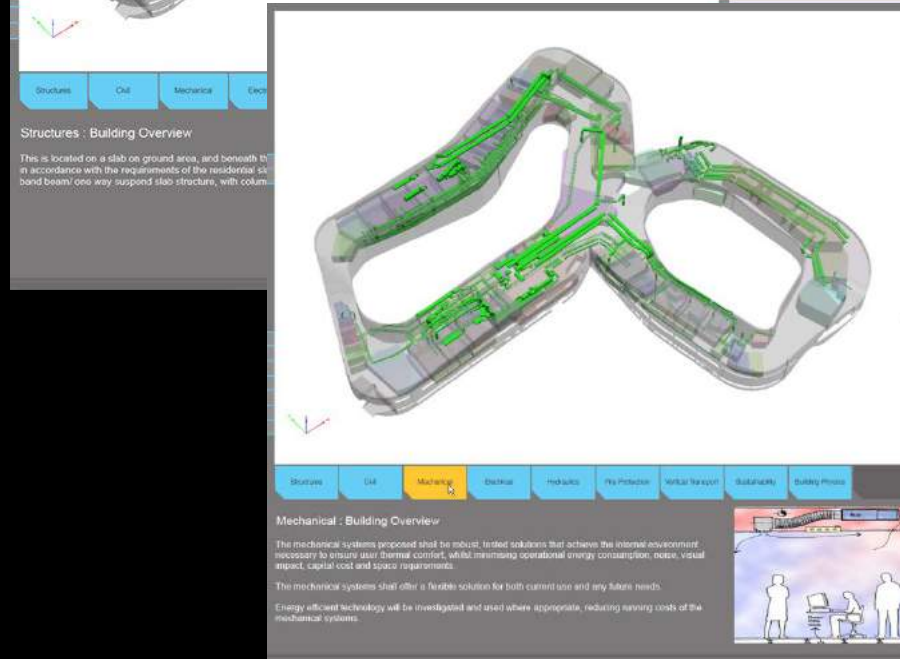 Structures
Civil
Mechanical
Structures : Building Overview
This is located on a slab on ground area, and beneath th
in accordance with the requirements of the residential sl
band beam/ one way suspend slab structure, with colum
Structures
Civil
Mechanical
Electrical
Hydraulics
Fire Protection
Vertical Transport
Sustainability
Building Physics
Mechanical : Building Overview
The mechanical systems proposed shall be robust, tested solutions that achieve the internal environment
necessary to ensure user thermal comfort, whilst minimising operational energy consumption, noise, visual
impact, capital cost and space requirements.
The mechanical systems shall offer a flexible solution for both current use and any future needs.
Energy efficient technology will be investigated and used where appropriate, reducing running costs of the
mechanical systems.